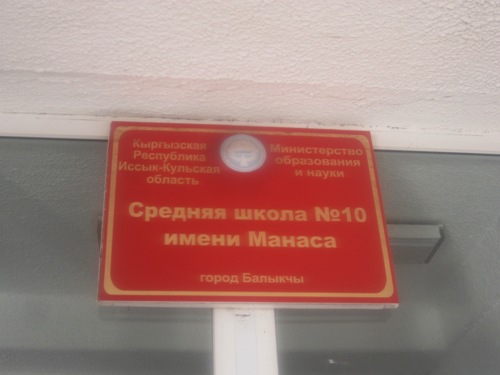 Кыргызская
Республика
Иссык-Кульская
область
Министерство
образования
и науки
Средняя школа №10
имени Манаса
город Балыкчы